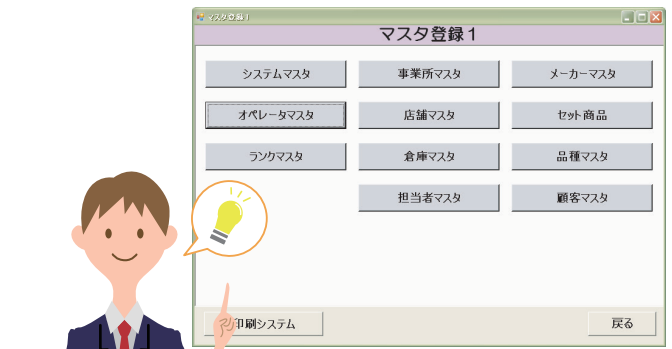 マスタ登録1
マスタ登録1
システムマスタ 事業所マスタ メーカーマスタ
オペレータマスタ 店舗マスタ セット商品
ランクマスタ 倉庫マスタ 品種マスタ
担当者マスタ 顧客マスタ
印刷システム 戻る